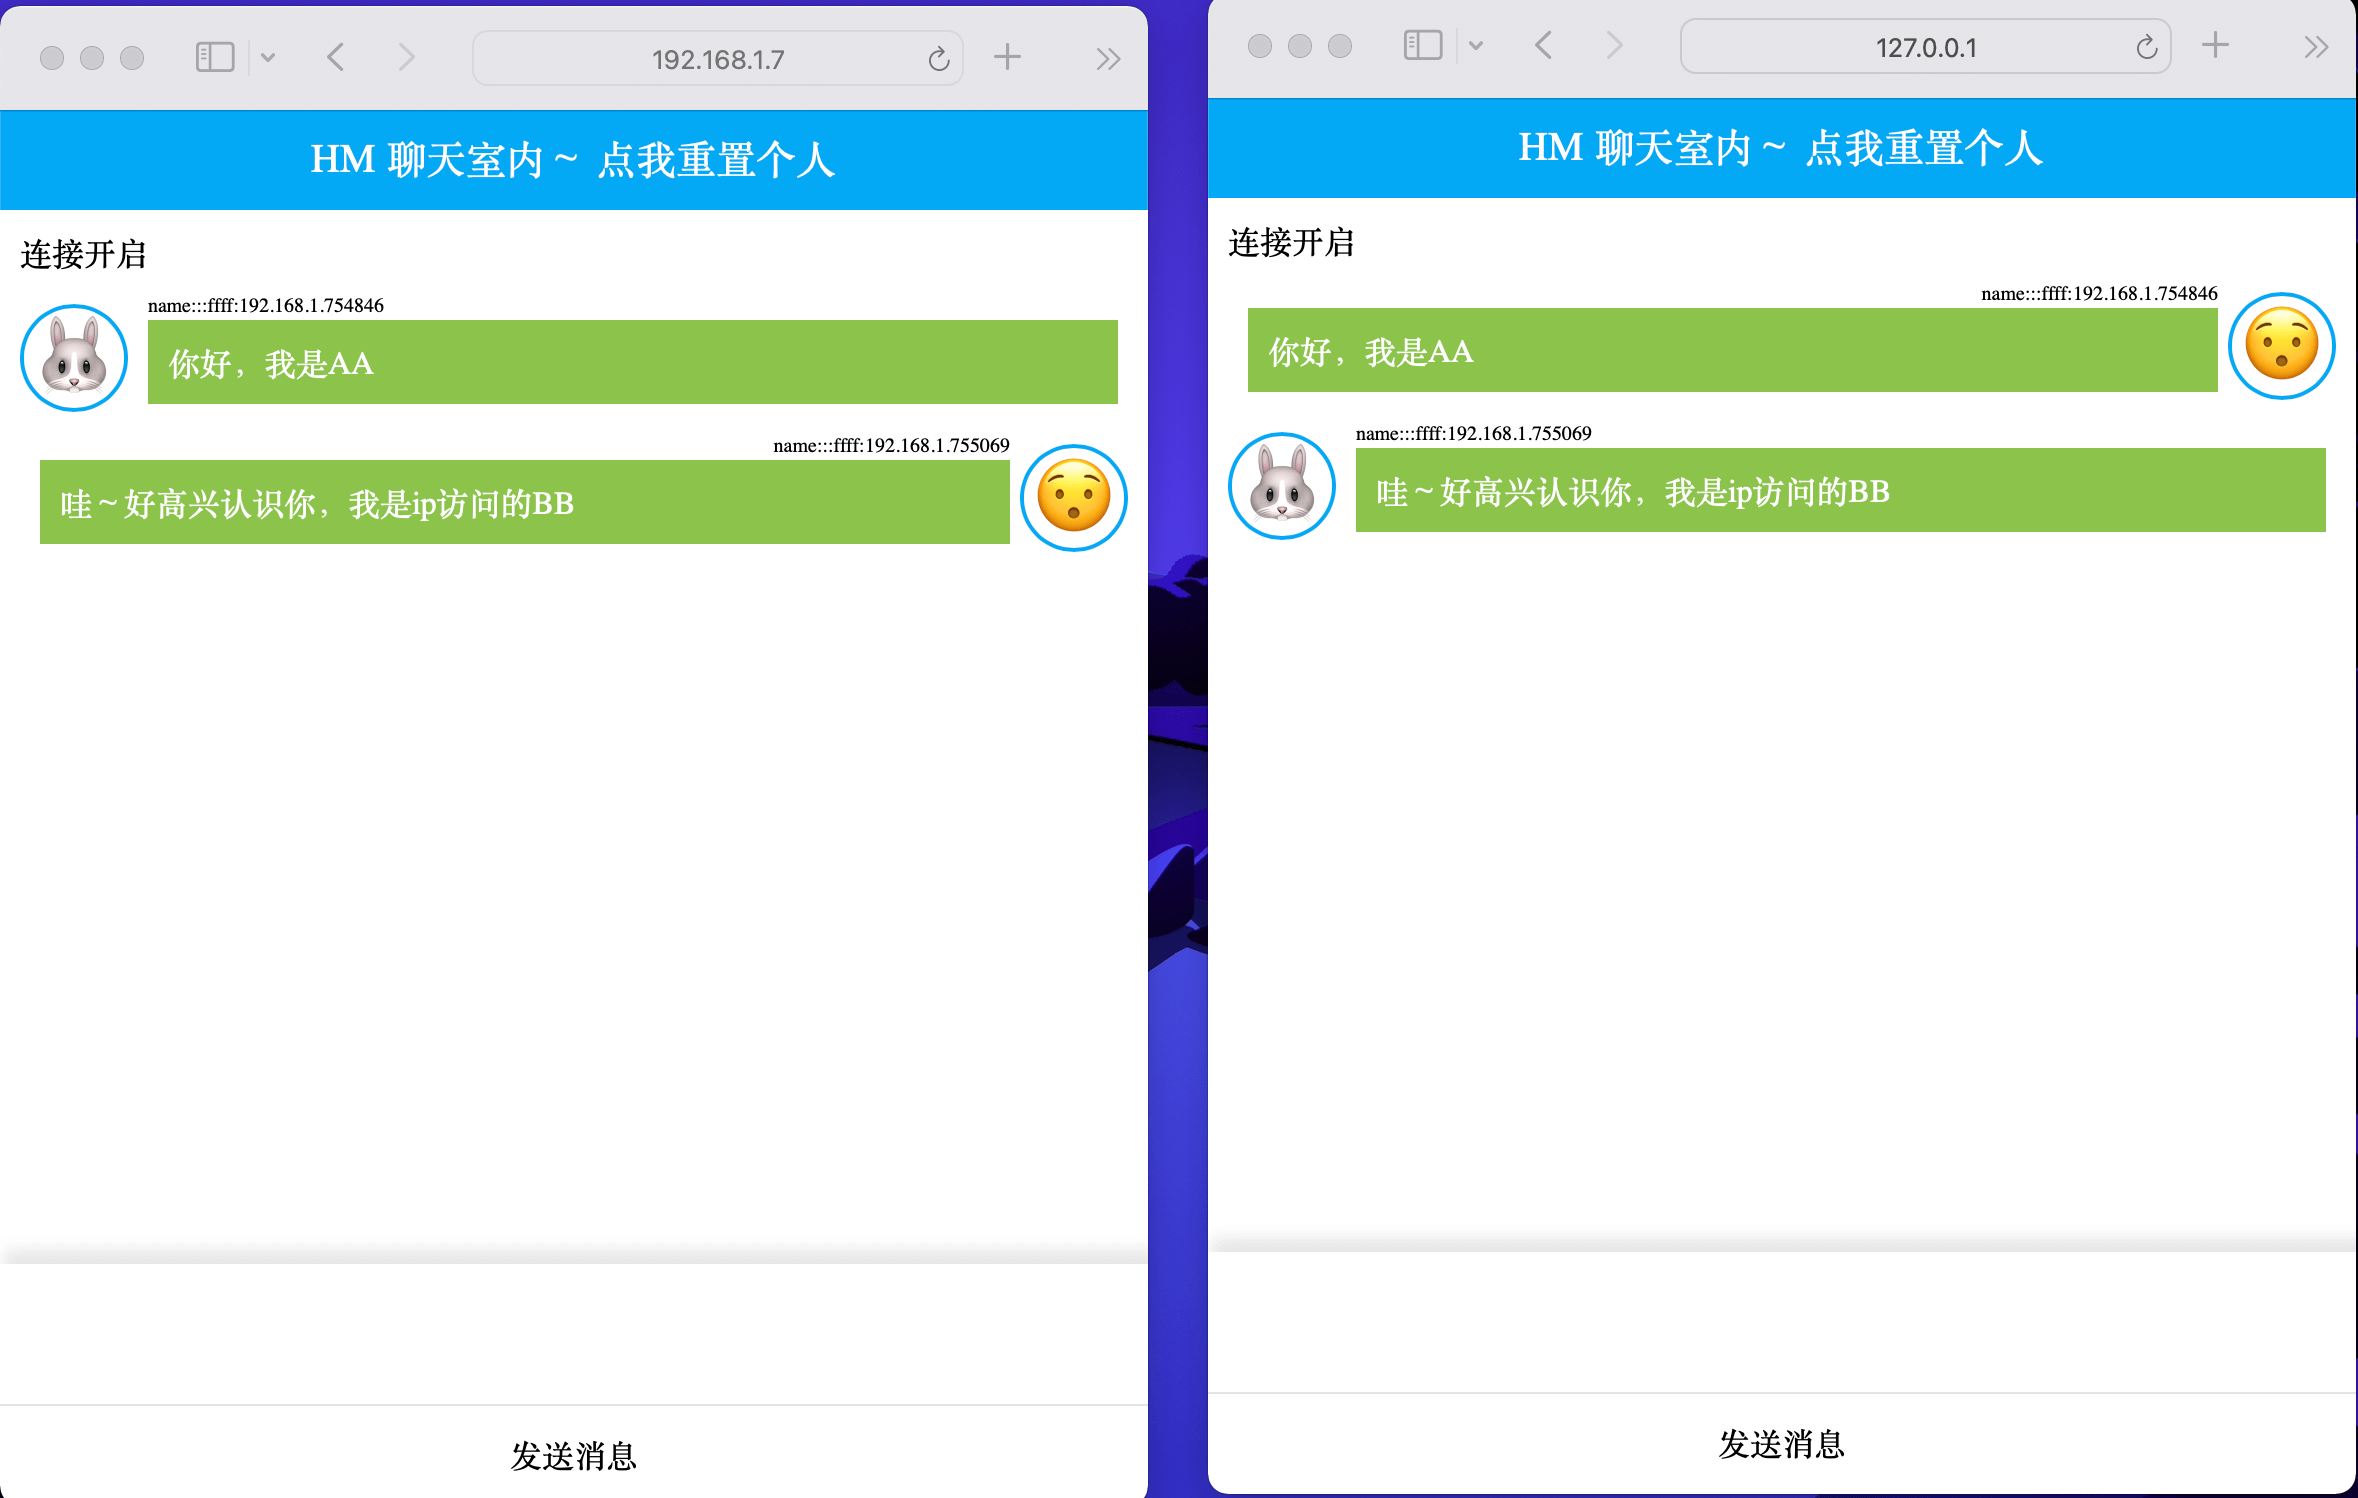 192.168.1.7
HM 聊天室内~ 点我重置个人
连接开启
name:::ffff:192.168.1.754846
你好，我是AA
name:::ffff:192.168.1.755069
哇~好高兴认识你，我是ip访问的BB
发送消息
127.0.0.1
HM 聊天室内~ 点我重置个人
连接开启
name:::ffff:192.168.1.754846
你好，我是AA
name:::ffff:192.168.1.755069
哇~好高兴认识你，我是ip访问的BB
发送消息